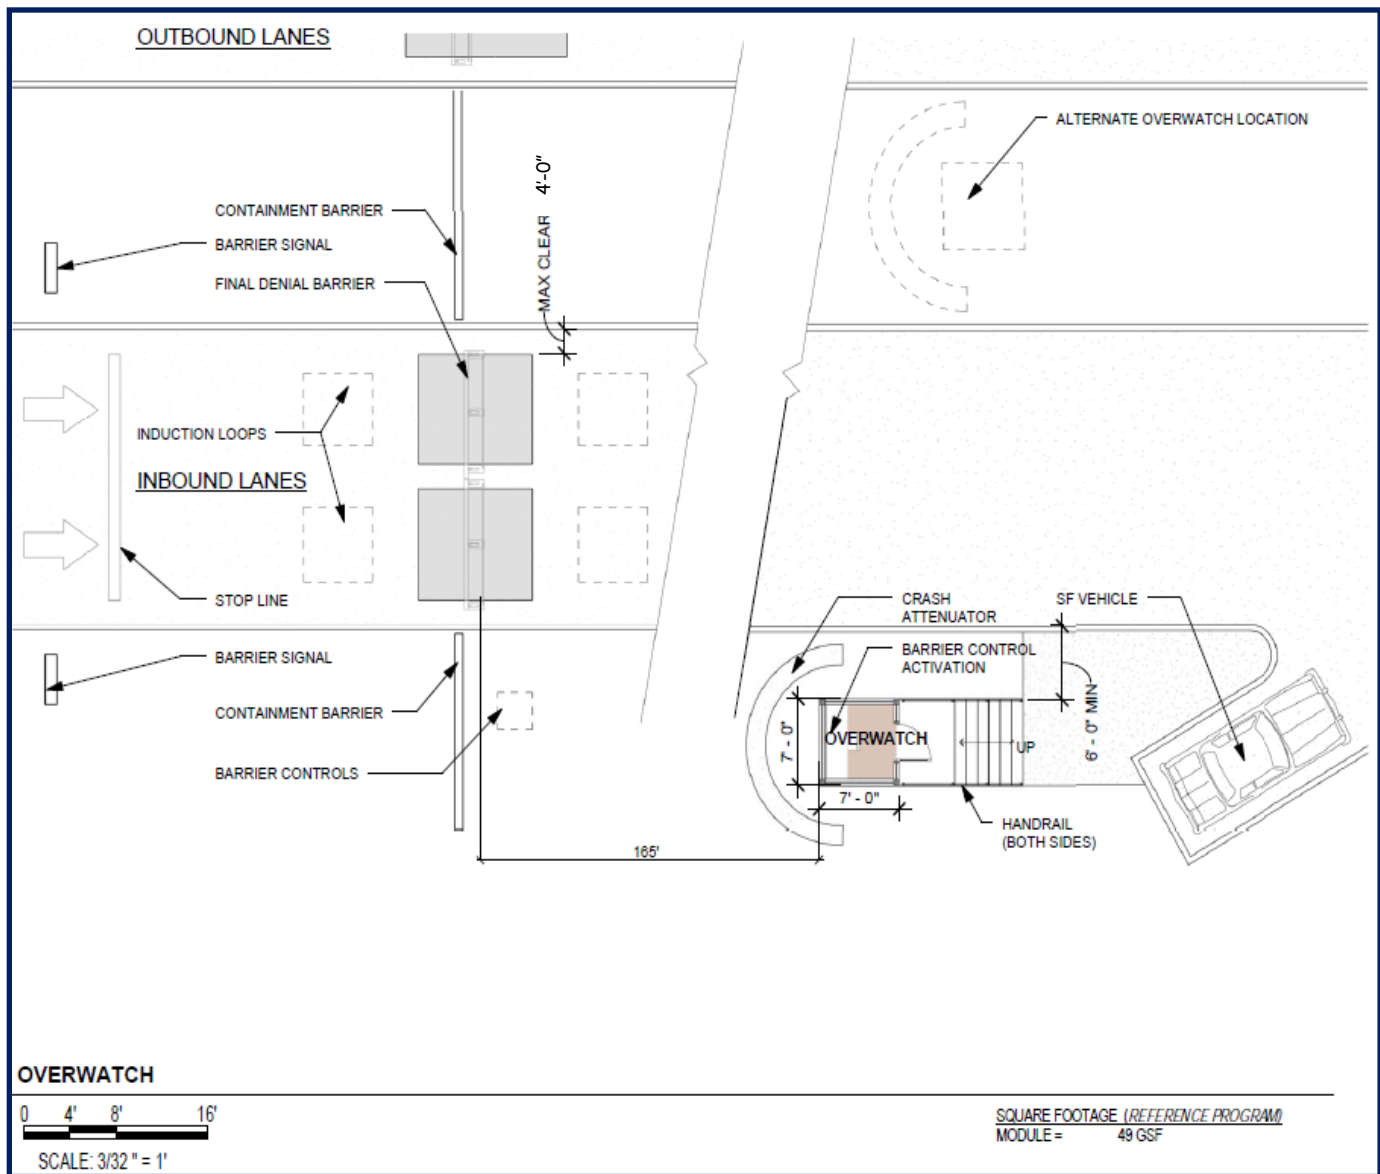 OUTBOUND LANES
ALTERNATE OVERWATCH LOCATION
MAX CLEAR 4'-0"
CONTAINMENT BARRIER
BARRIER SIGNAL
FINAL DENIAL BARRIER
INDUCTION LOOPS
INBOUND LANES
STOP LINE
CRASH
ATTENUATOR
SF VEHICLE
BARRIER SIGNAL
BARRIER CONTROL
ACTIVATION
CONTAINMENT BARRIER
7' - 0"
OVERWATCH
UP
6' - 0" MIN
BARRIER CONTROLS
7' - 0"
HANDRAIL
(BOTH SIDES)
165'
OVERWATCH
0 4' 8' 16'
SCALE: 3/32 " = 1'
SQUARE FOOTAGE (REFERENCE PROGRAM)
MODULE = 49 GSF